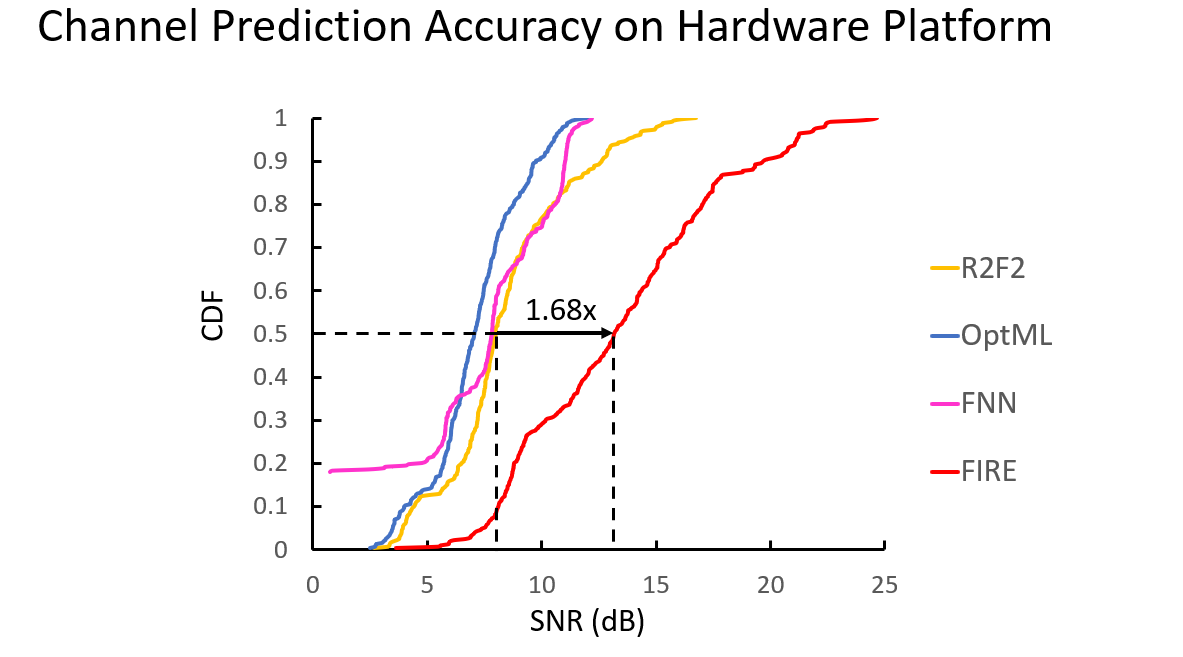 Channel Prediction Accuracy on Hardware Platform
1
0.9
0.8
0.7
0.6
0.5
0.4
0.3
0.2
0.1
0
CDF
1.68x
0 5 10 15 20 25
SNR (dB)
R2F2
OptML
FNN
FIRE